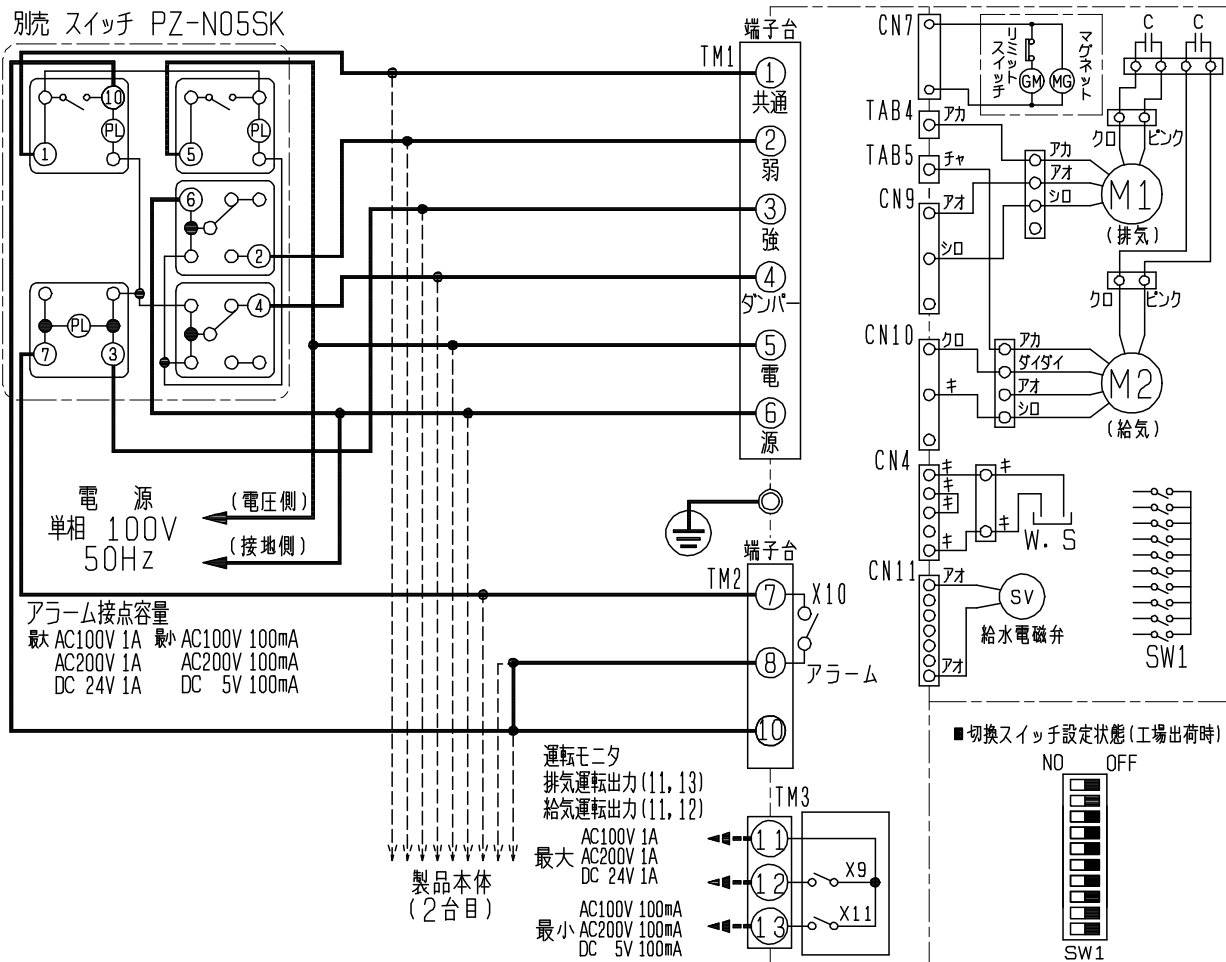 別売 スイッチ PZ-N05SK
10
PL
1
5
PL
6
2
4
PL
7
3
電 源
単相 100V
50Hz
(電圧側)
(接地側)
アラーム接点容量
最大 AC100V 1A 最小 AC100V 100mA
AC200V 1A AC200V 100mA
DC 24V 1A DC 5V 100mA
製品本体
(2台目)
端子台
TM1
1
共通
2
弱
3
強
4
ダンパー
5
電
6
源
端子台
TM2
7
X10
8
アラーム
10
運転モニタ
排気運転出力(11,13)
給気運転出力(11,12)
TM3
最大
AC100V 1A
AC200V 1A
DC 24V 1A
最小
AC100V 100mA
AC200V 100mA
DC 5V 100mA
11
12
X9
13
X11
CN7
リミット
スイッチ
GM
MG
マグネット
C
C
TAB4
アカ
TAB5
チャ
CN9
アオ
シロ
アカ
アオ
シロ
クロ
ピンク
M1
(排気)
クロ
ピンク
CN10
クロ
キ
アカ
ダイダイ
アオ
シロ
M2
(給気)
CN4
キ
キ
キ
キ
キ
キ
W.S
CN11
アオ
アオ
SV
給水電磁弁
SW1
■切換スイッチ設定状態(工場出荷時)
NO OFF
SW1